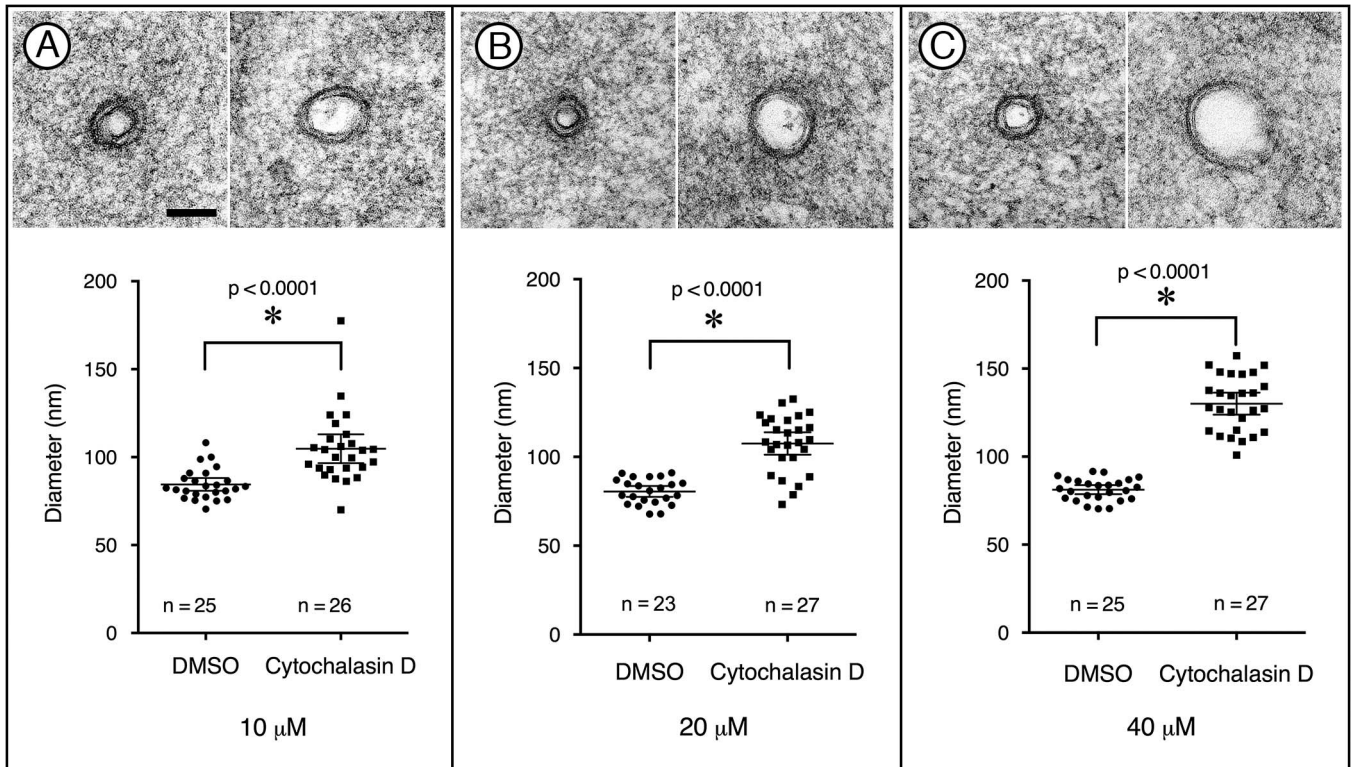 A
B
C
200
150
100
50
0
Diameter (nm)
p < 0.0001
*
n = 25
n = 26
DMSO
Cytochalasin D
10 μM
200
150
100
50
0
Diameter (nm)
p < 0.0001
*
n = 23
n = 27
DMSO
Cytochalasin D
20 μM
200
150
100
50
0
Diameter (nm)
p < 0.0001
*
n = 25
n = 27
DMSO
Cytochalasin D
40 μM